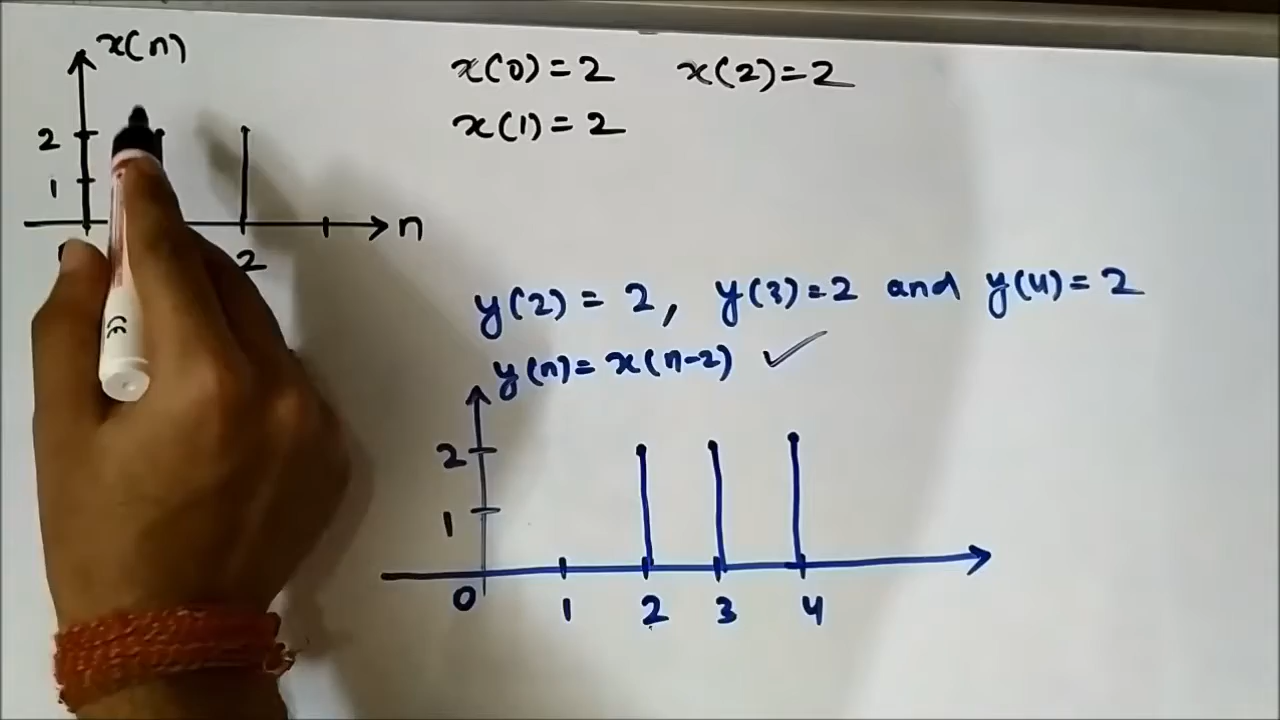 x(n)
x(0) = 2 x(2) = 2
x(1) = 2
2
1
n
2
y(2) = 2, y(3) = 2 and y(4) = 2
y(n) = x(n-2) ✓
2
1
0 1 2 3 4
CE